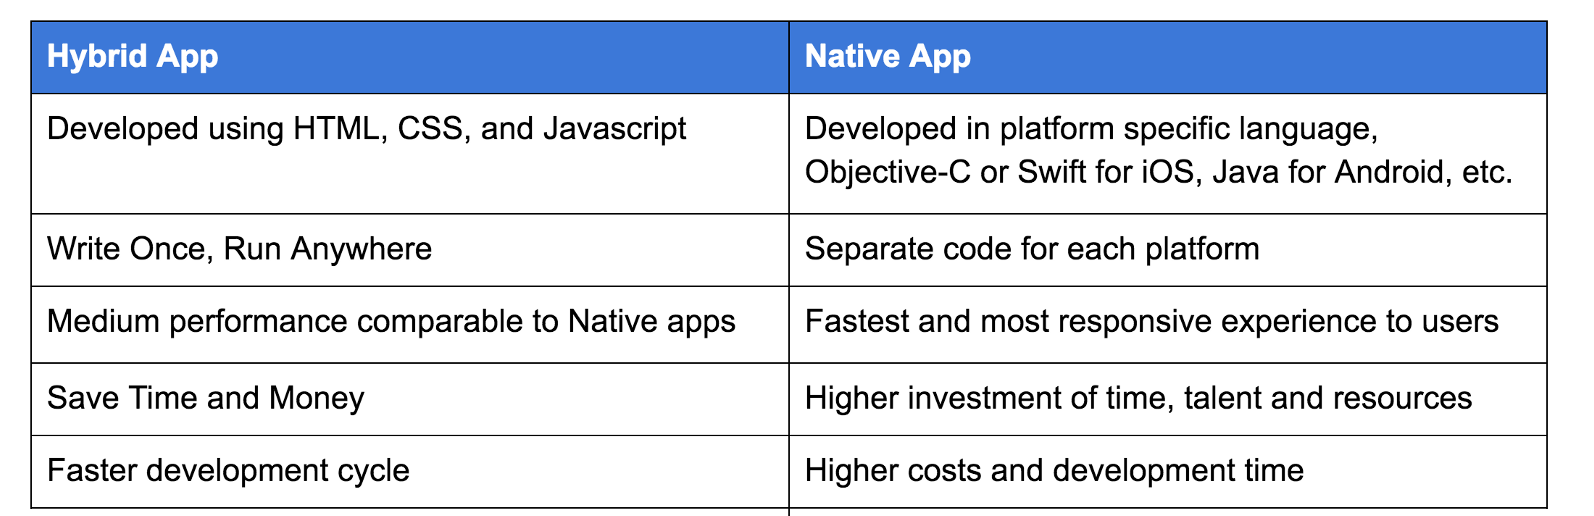 Hybrid App
Native App
Developed using HTML, CSS, and Javascript
Developed in platform specific language,
Objective-C or Swift for iOS, Java for Android, etc.
Write Once, Run Anywhere
Separate code for each platform
Medium performance comparable to Native apps
Fastest and most responsive experience to users
Save Time and Money
Higher investment of time, talent and resources
Faster development cycle
Higher costs and development time